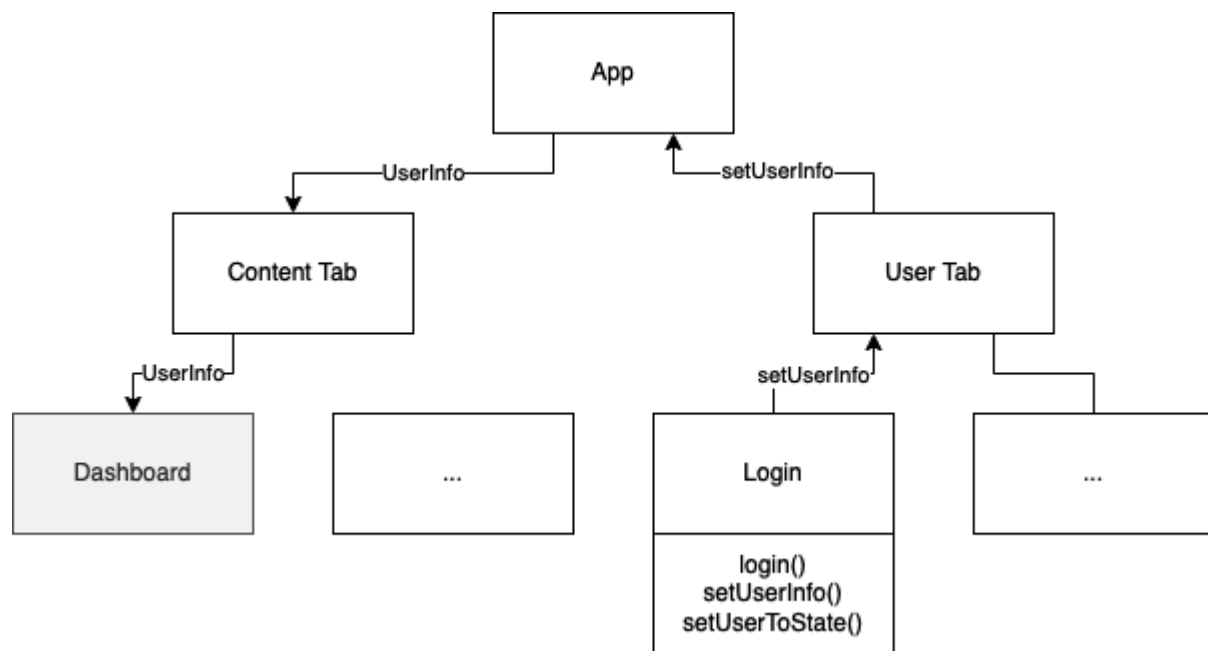 App
UserInfo
setUserInfo
Content Tab
User Tab
UserInfo
setUserInfo
Dashboard
...
Login
...
login()
setUserInfo()
setUserToState()